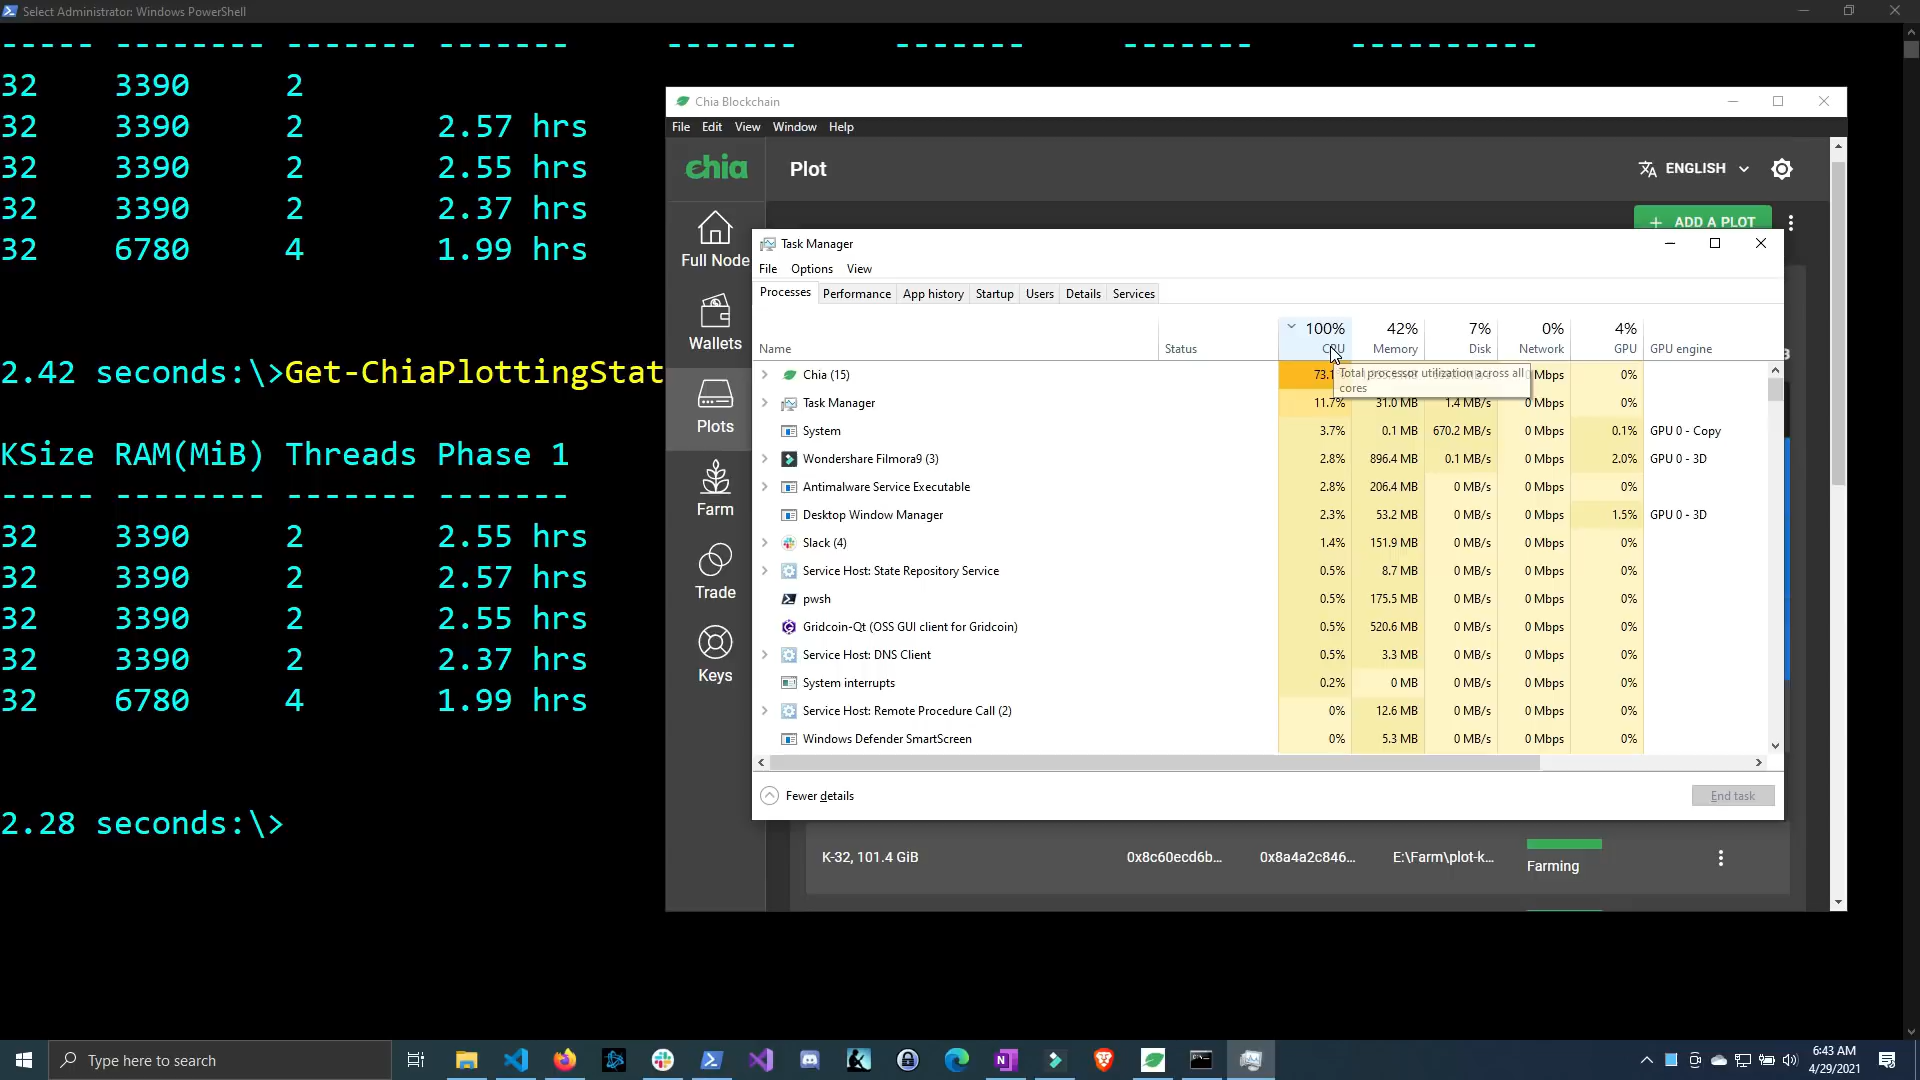 Select Administrator: Windows PowerShell
----- -------- ------- ------- ------- ------- ------- ----------
32 3390 2
32 3390 2 2.57 hrs
32 3390 2 2.55 hrs
32 3390 2 2.37 hrs
32 6780 4 1.99 hrs
2.42 seconds:\>Get-ChiaPlottingStat
KSize RAM(MiB) Threads Phase 1
----- -------- ------- -------
32 3390 2 2.55 hrs
32 3390 2 2.57 hrs
32 3390 2 2.55 hrs
32 3390 2 2.37 hrs
32 6780 4 1.99 hrs
2.28 seconds:\>
Chia Blockchain
File Edit View Window Help
chia
Plot
ENGLISH
+ ADD A PLOT
Full Node
Wallets
Plots
Farm
Trade
Keys
Task Manager
File Options View
Processes Performance App history Startup Users Details Services
100% 42% 7% 0% 4%
Name Status CPU Memory Disk Network GPU GPU engine
Chia (15) 73.1 Mbps 0%
Total processor utilization across all
cores
Task Manager 11.7% 31.0 MB 1.4 MB/s 0 Mbps 0%
System 3.7% 0.1 MB 670.2 MB/s 0 Mbps 0.1% GPU 0 - Copy
Wondershare Filmora9 (3) 2.8% 896.4 MB 0.1 MB/s 0 Mbps 2.0% GPU 0 - 3D
Antimalware Service Executable 2.8% 206.4 MB 0 MB/s 0 Mbps 0%
Desktop Window Manager 2.3% 53.2 MB 0 MB/s 0 Mbps 1.5% GPU 0 - 3D
Slack (4) 1.4% 151.9 MB 0 MB/s 0 Mbps 0%
Service Host: State Repository Service 0.5% 8.7 MB 0 MB/s 0 Mbps 0%
pwsh 0.5% 175.5 MB 0 MB/s 0 Mbps 0%
Gridcoin-Qt (OSS GUI client for Gridcoin) 0.5% 520.6 MB 0 MB/s 0 Mbps 0%
Service Host: DNS Client 0.5% 3.3 MB 0 MB/s 0 Mbps 0%
System interrupts 0.2% 0 MB 0 MB/s 0 Mbps 0%
Service Host: Remote Procedure Call (2) 0% 12.6 MB 0 MB/s 0 Mbps 0%
Windows Defender SmartScreen 0% 5.3 MB 0 MB/s 0 Mbps 0%
Fewer details
End task
K-32, 101.4 GiB 0x8c60ecd6b... 0x8a4a2c846... E:\Farm\plot-k...
Farming
Type here to search
6:43 AM
4/29/2021